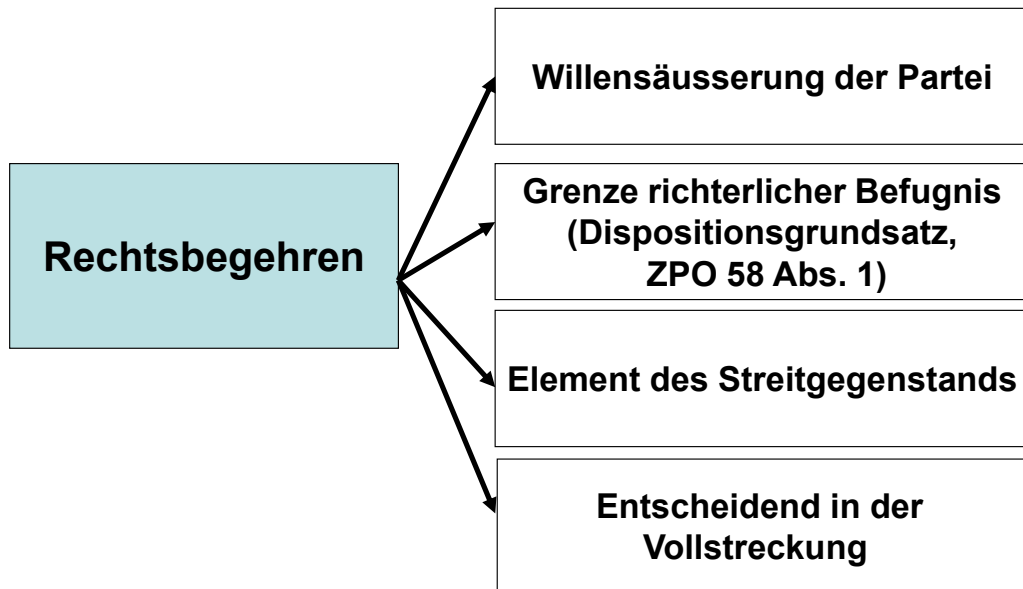 Willensäusserung der Partei
Rechtsbegehren
Grenze richterlicher Befugnis
(Dispositionsgrundsatz,
ZPO 58 Abs. 1)
Element des Streitgegenstands
Entscheidend in der
Vollstreckung